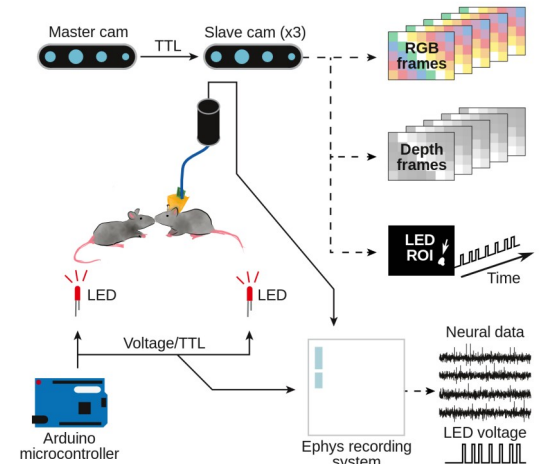 Master cam
TTL
Slave cam (x3)
RGB
frames
Depth
frames
LED
ROI
Time
LED
LED
Voltage/TTL
Neural data
Arduino
microcontroller
Ephys recording
system
LED voltage